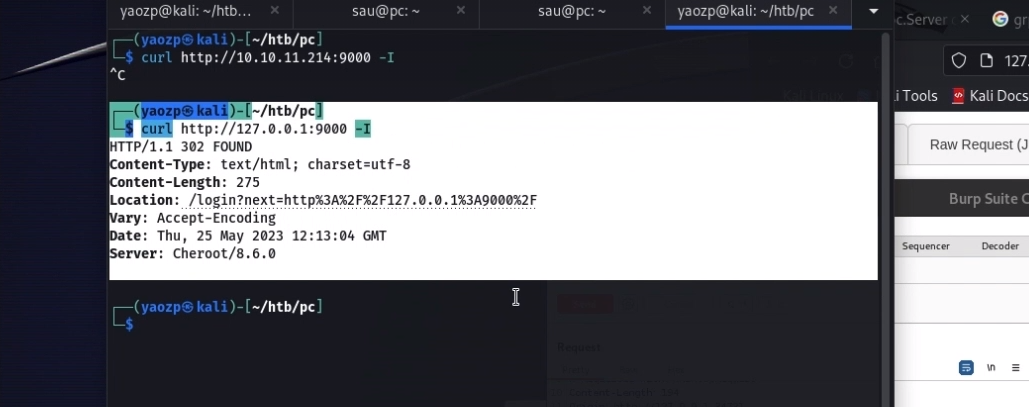 yaozp@kali: ~/htb… × sau@pc: ~ × sau@pc: ~ × yaozp@kali: ~/htb/pc ×
(yaozp㉿kali)-[~/htb/pc]
$ curl http://10.10.11.214:9000 -I
^C
(yaozp㉿kali)-[~/htb/pc]
$ curl http://127.0.0.1:9000 -I
HTTP/1.1 302 FOUND
Content-Type: text/html; charset=utf-8
Content-Length: 275
Location: /login?next=http%3A%2F%2F127.0.0.1%3A9000%2F
Vary: Accept-Encoding
Date: Thu, 25 May 2023 12:13:04 GMT
Server: Cheroot/8.6.0
(yaozp㉿kali)-[~/htb/pc]
$
Request
c.Server × gr
127.
Tools Kali Docs
Raw Request (J
Burp Suite C
Sequencer Decoder
\n